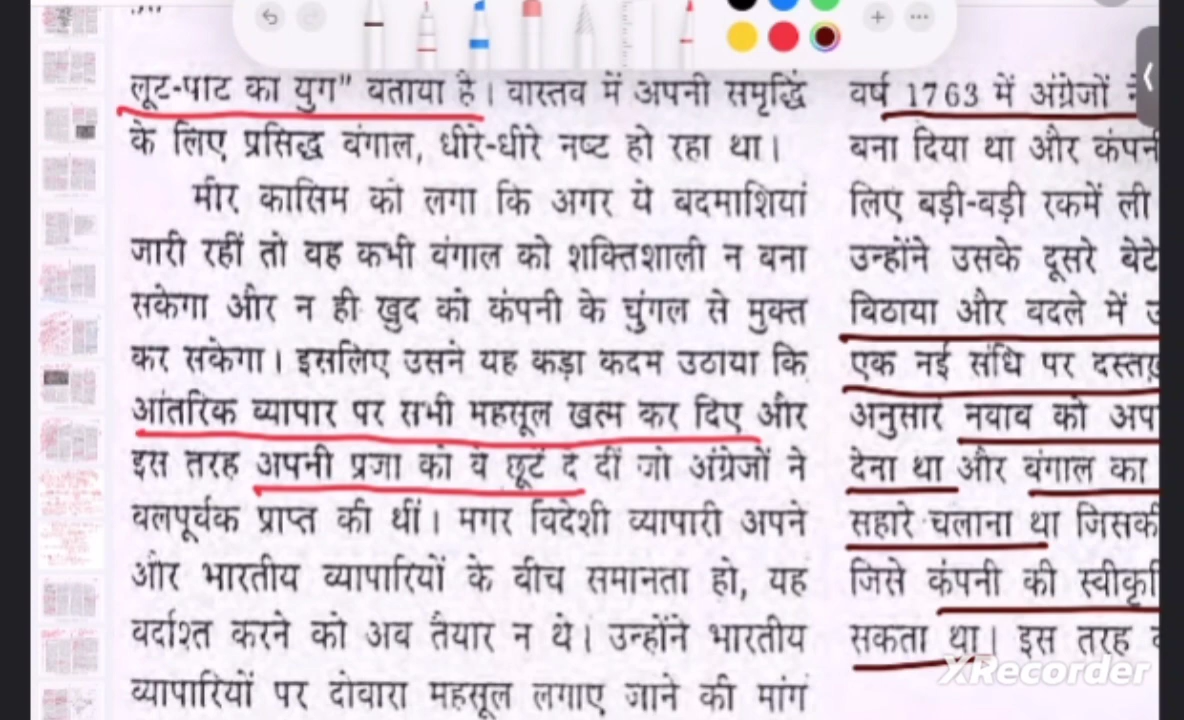 लूट-पाट का युग" बताया है। वास्तव में अपनी समृद्धि
के लिए प्रसिद्ध बंगाल, धीरे-धीरे नष्ट हो रहा था।
मीर कासिम को लगा कि अगर ये बदमाशियां
जारी रहीं तो वह कभी बंगाल को शक्तिशाली न बना
सकेगा और न ही खुद को कंपनी के चुंगल से मुक्त
कर सकेगा। इसलिए उसने यह कड़ा कदम उठाया कि
आंतरिक व्यापार पर सभी महसूल खत्म कर दिए और
इस तरह अपनी प्रजा को वे छूटें दे दीं जो अंग्रेजों ने
बलपूर्वक प्राप्त की थीं। मगर विदेशी व्यापारी अपने
और भारतीय व्यापारियों के बीच समानता हो, यह
बर्दाश्त करने को अब तैयार न थे। उन्होंने भारतीय
व्यापारियों पर दोबारा महसूल लगाए जाने की मांग
वर्ष 1763 में अंग्रेजों
बना दिया था और कंपनी
लिए बड़ी-बड़ी रकमें ली
उन्होंने उसके दूसरे बेटे
बिठाया और बदले में
एक नई संधि पर
अनुसार नवाब को
देना था और बंगाल का
सहारे चलाना था
जिसे कंपनी की
सकता था। इस तरह
XRecorder